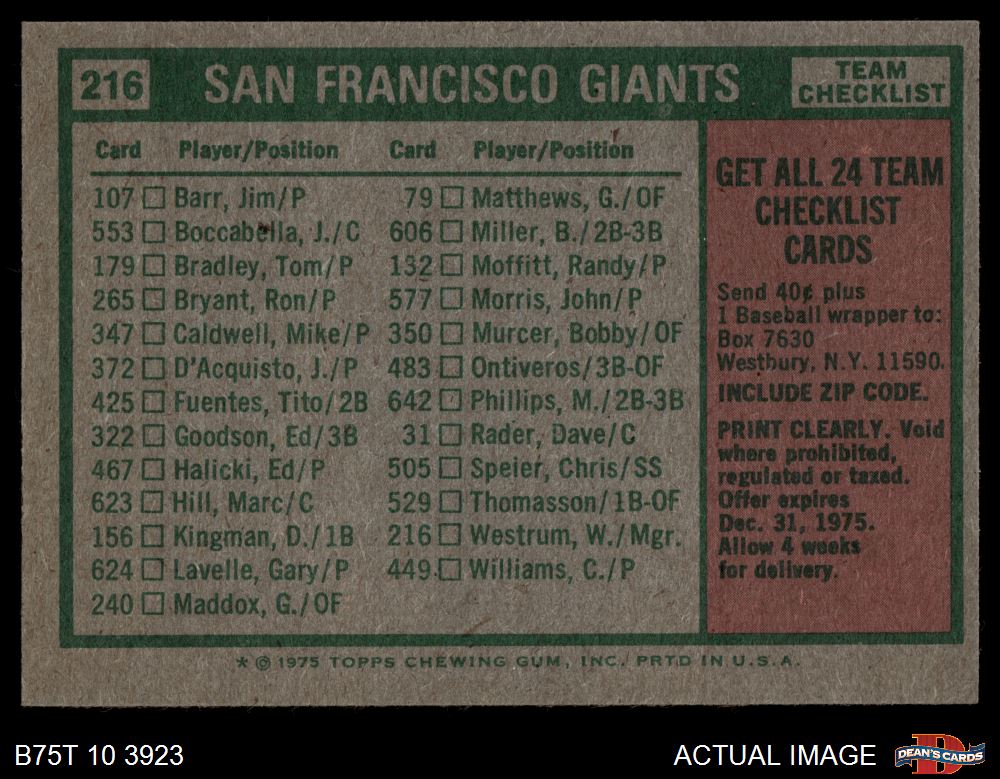 216
SAN FRANCISCO GIANTS
TEAM
CHECKLIST
Card Player/Position
107 Barr, Jim/P
553 Boccabella, J./C
179 Bradley, Tom/P
265 Bryant, Ron/P
347 Caldwell, Mike/P
372 D'Acquisto, J./P
425 Fuentes, Tito/2B
322 Goodson, Ed/3B
467 Halicki, Ed/P
623 Hill, Marc/C
156 Kingman, D./1B
624 Lavelle, Gary/P
240 Maddox, G./OF
Card Player/Position
79 Matthews, G./OF
606 Miller, B./2B-3B
132 Moffitt, Randy/P
577 Morris, John/P
350 Murcer, Bobby/OF
483 Ontiveros/3B-OF
642 Phillips, M./2B-3B
31 Rader, Dave/C
505 Speier, Chris/SS
529 Thomasson/1B-OF
216 Westrum, W./Mgr.
449 Williams, C./P
GET ALL 24 TEAM
CHECKLIST
CARDS
Send 40¢ plus
1 Baseball wrapper to:
Box 7630
Westbury, N.Y. 11590.
INCLUDE ZIP CODE.
PRINT CLEARLY. Void
where prohibited,
regulated or taxed.
Offer expires
Dec. 31, 1975.
Allow 4 weeks
for delivery.
* © 1975 TOPPS CHEWING GUM, INC. PRTD IN U.S.A.
B75T 10 3923
ACTUAL IMAGE
DEAN'S CARDS